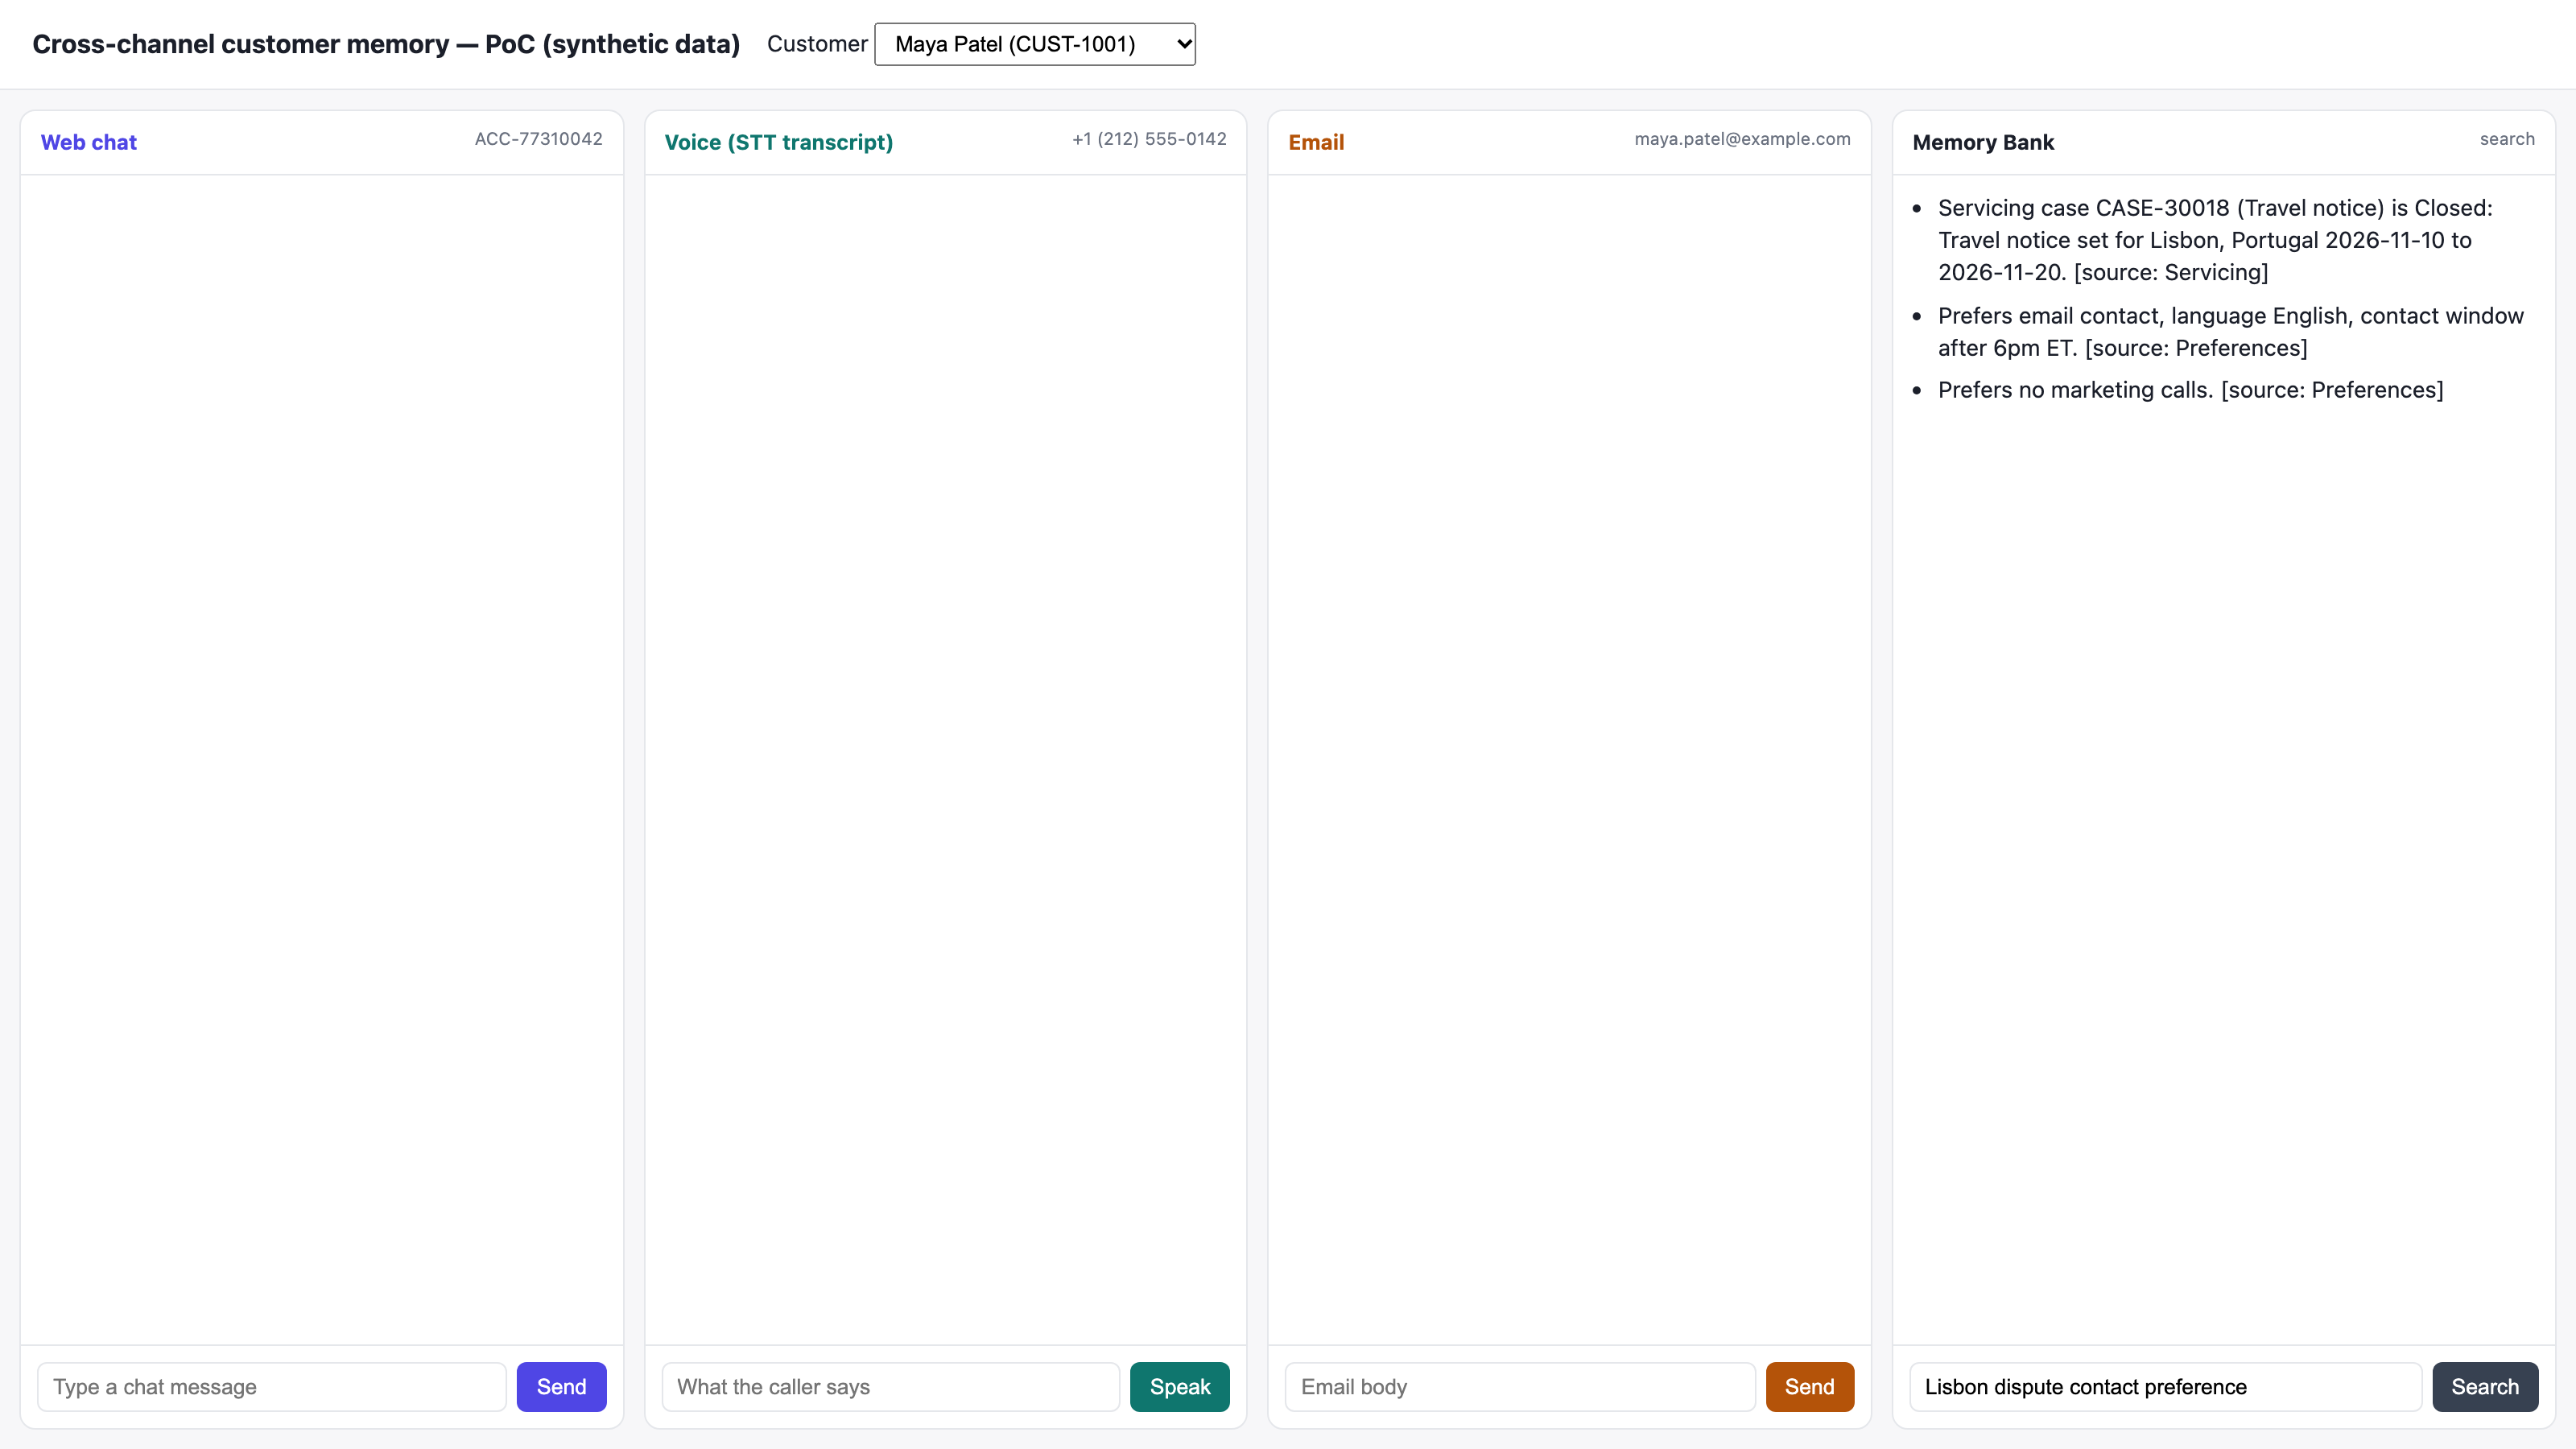 Cross-channel customer memory — PoC (synthetic data)
Customer
Maya Patel (CUST-1001)
Web chat
ACC-77310042
Type a chat message
Send
Voice (STT transcript)
+1 (212) 555-0142
What the caller says
Speak
Email
maya.patel@example.com
Email body
Send
Memory Bank
search
Servicing case CASE-30018 (Travel notice) is Closed:
Travel notice set for Lisbon, Portugal 2026-11-10 to
2026-11-20. [source: Servicing]
Prefers email contact, language English, contact window
after 6pm ET. [source: Preferences]
Prefers no marketing calls. [source: Preferences]
Lisbon dispute contact preference
Search